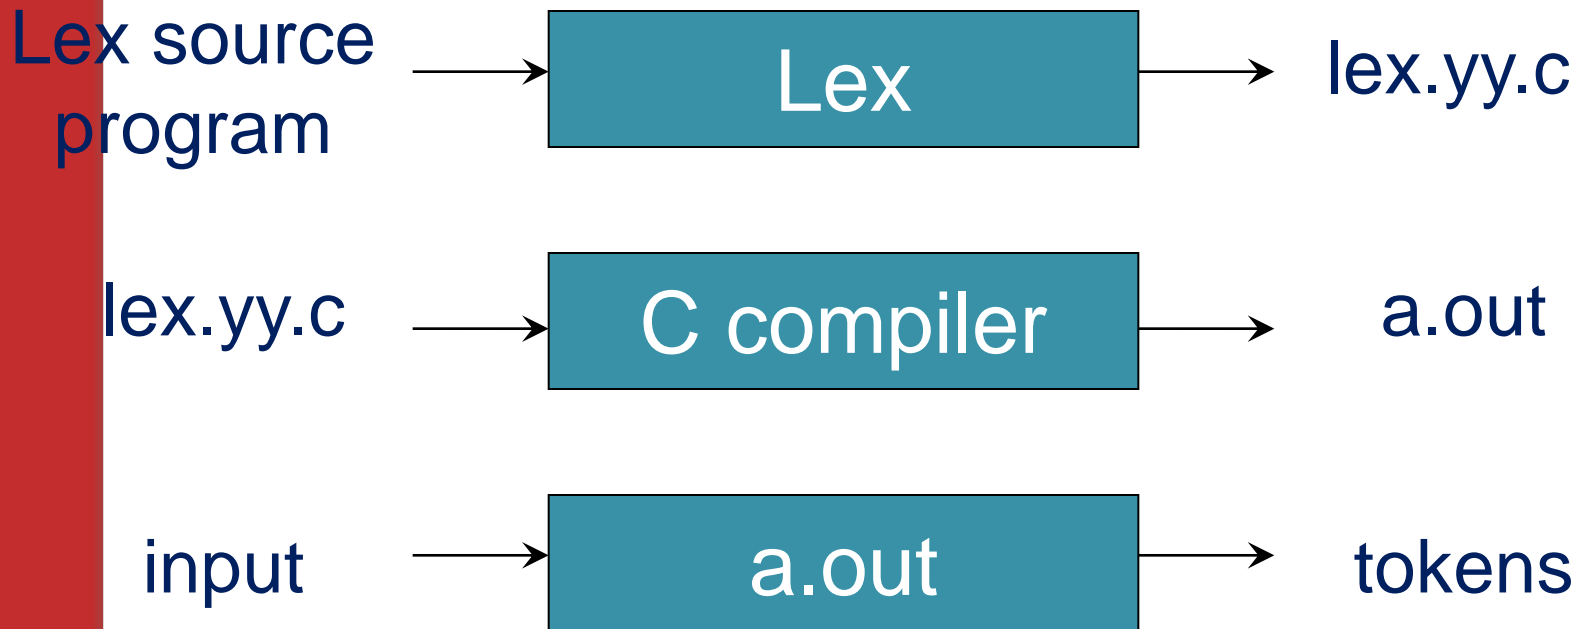 Lex source
program
Lex
lex.yy.c
lex.yy.c
C compiler
a.out
input
a.out
tokens